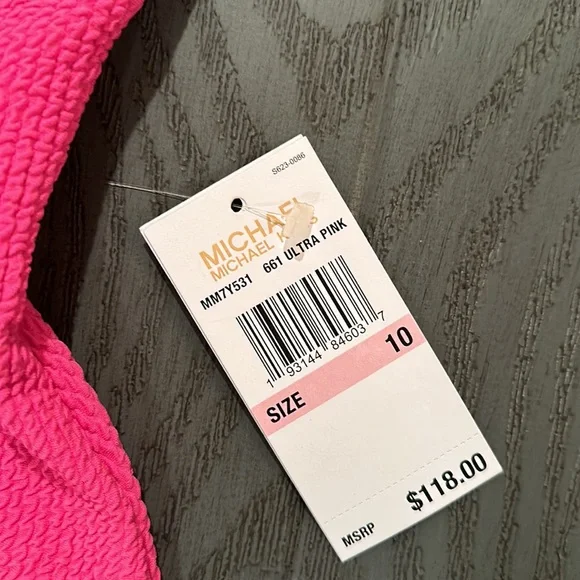 S623-0086
MICHAEL
MICHAEL KORS
MM7Y531 661 ULTRA PINK
1 93144 84603 7
SIZE 10
MSRP $118.00